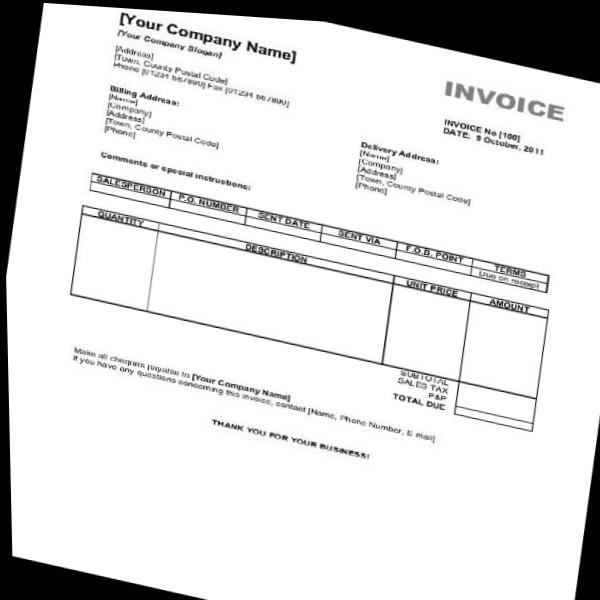 [Your Company Name]
[Your Company Slogan]
[Address]
[Town, County Postal Code]
Phone [01234 567890] Fax [01234 567890]
INVOICE
INVOICE No [100]
DATE: 9 October, 2011
Billing Address:
[Name]
[Company]
[Address]
[Town, County Postal Code]
[Phone]
Delivery Address:
[Name]
[Company]
[Address]
[Town, County Postal Code]
[Phone]
Comments or special instructions:
SALESPERSON P.O. NUMBER SENT DATE SENT VIA F.O.B. POINT TERMS
Due on receipt
QUANTITY DESCRIPTION UNIT PRICE AMOUNT
SUBTOTAL
SALES TAX
P&P
TOTAL DUE
Make all cheques payable to [Your Company Name]
If you have any questions concerning this invoice, contact [Name, Phone Number, E-mail]
THANK YOU FOR YOUR BUSINESS!